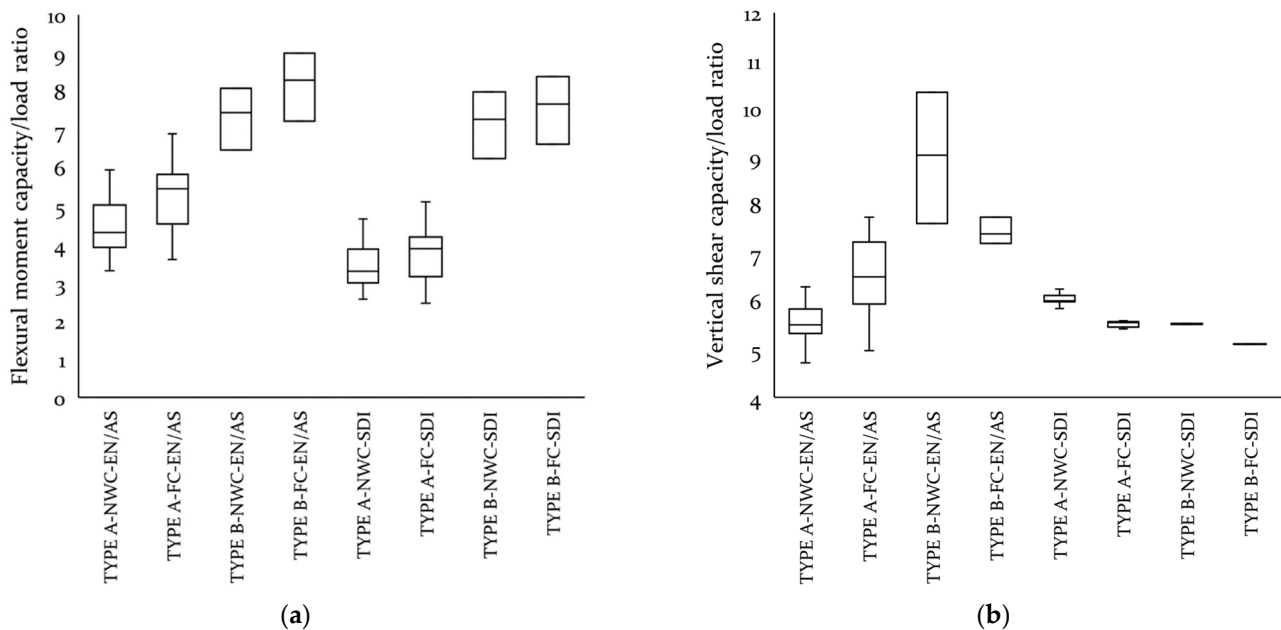 Flexural moment capacity/load ratio
10
9
8
7
6
5
4
3
2
1
0
TYPE A-NWC-EN/AS
TYPE A-FC-EN/AS
TYPE B-NWC-EN/AS
TYPE B-FC-EN/AS
TYPE A-NWC-SDI
TYPE A-FC-SDI
TYPE B-NWC-SDI
TYPE B-FC-SDI
(a)
Vertical shear capacity/load ratio
12
11
10
9
8
7
6
5
4
TYPE A-NWC-EN/AS
TYPE A-FC-EN/AS
TYPE B-NWC-EN/AS
TYPE B-FC-EN/AS
TYPE A-NWC-SDI
TYPE A-FC-SDI
TYPE B-NWC-SDI
TYPE B-FC-SDI
(b)